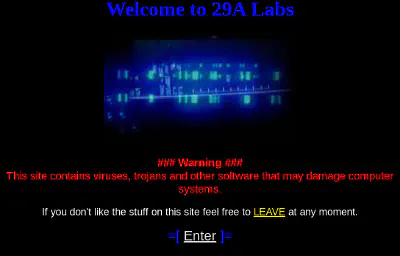 Welcome to 29A Labs
### Warning ###
This site contains viruses, trojans and other software that may damage computer
systems.
If you don't like the stuff on this site feel free to LEAVE at any moment.
=[ Enter ]=